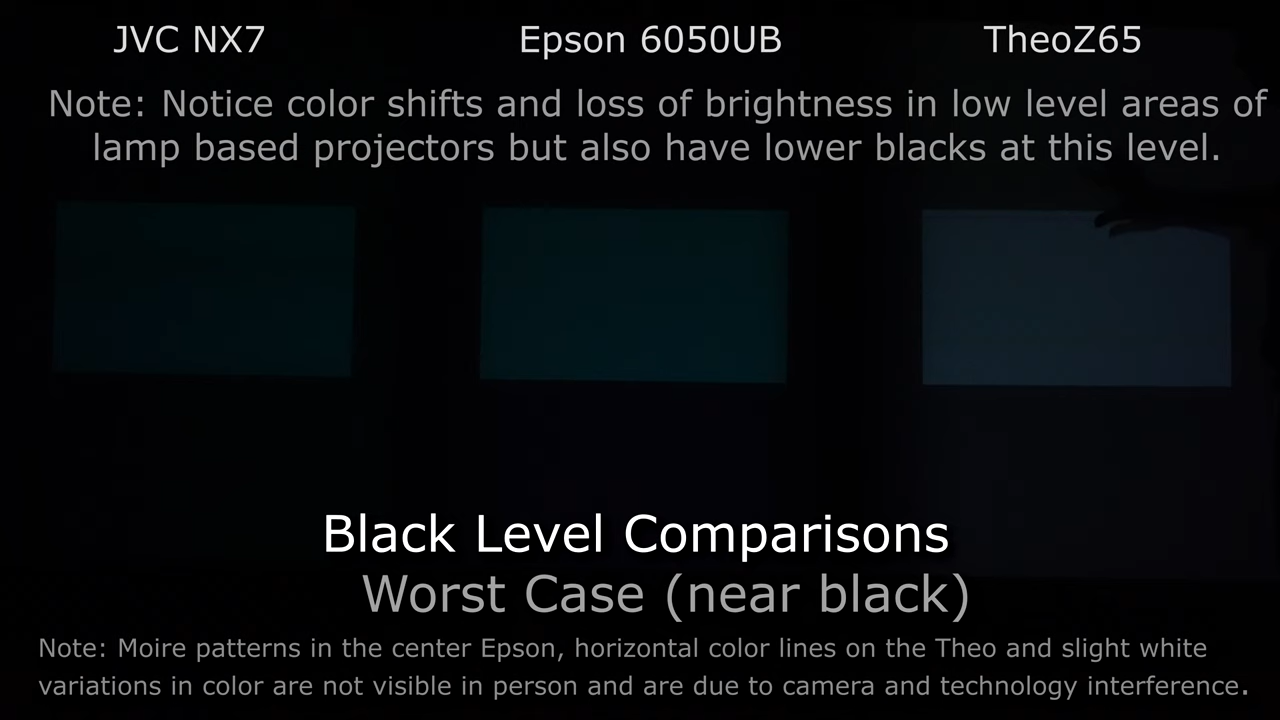 JVC NX7 Epson 6050UB TheoZ65
Note: Notice color shifts and loss of brightness in low level areas of
lamp based projectors but also have lower blacks at this level.
Black Level Comparisons
Worst Case (near black)
Note: Moire patterns in the center Epson, horizontal color lines on the Theo and slight white
variations in color are not visible in person and are due to camera and technology interference.